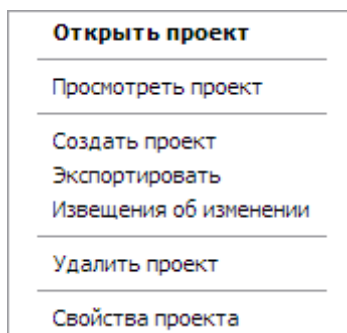 Открыть проект
Просмотреть проект
Создать проект
Экспортировать
Извещения об изменении
Удалить проект
Свойства проекта